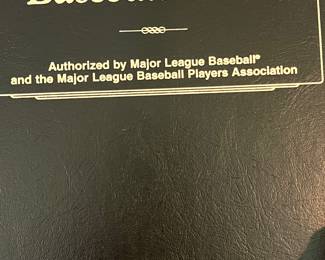 Authorized by Major League Baseball®
and the Major League Baseball Players Association